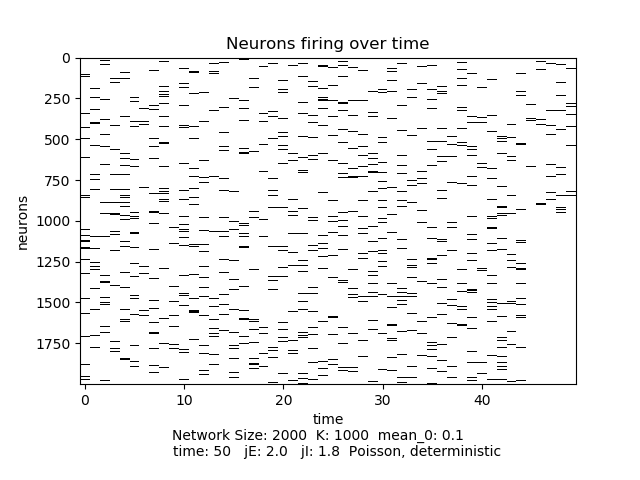 Neurons firing over time
0
250
500
750
1000
1250
1500
1750
neurons
0 10 20 30 40
time
Network Size: 2000 K: 1000 mean_0: 0.1
time: 50 jE: 2.0 jI: 1.8 Poisson, deterministic